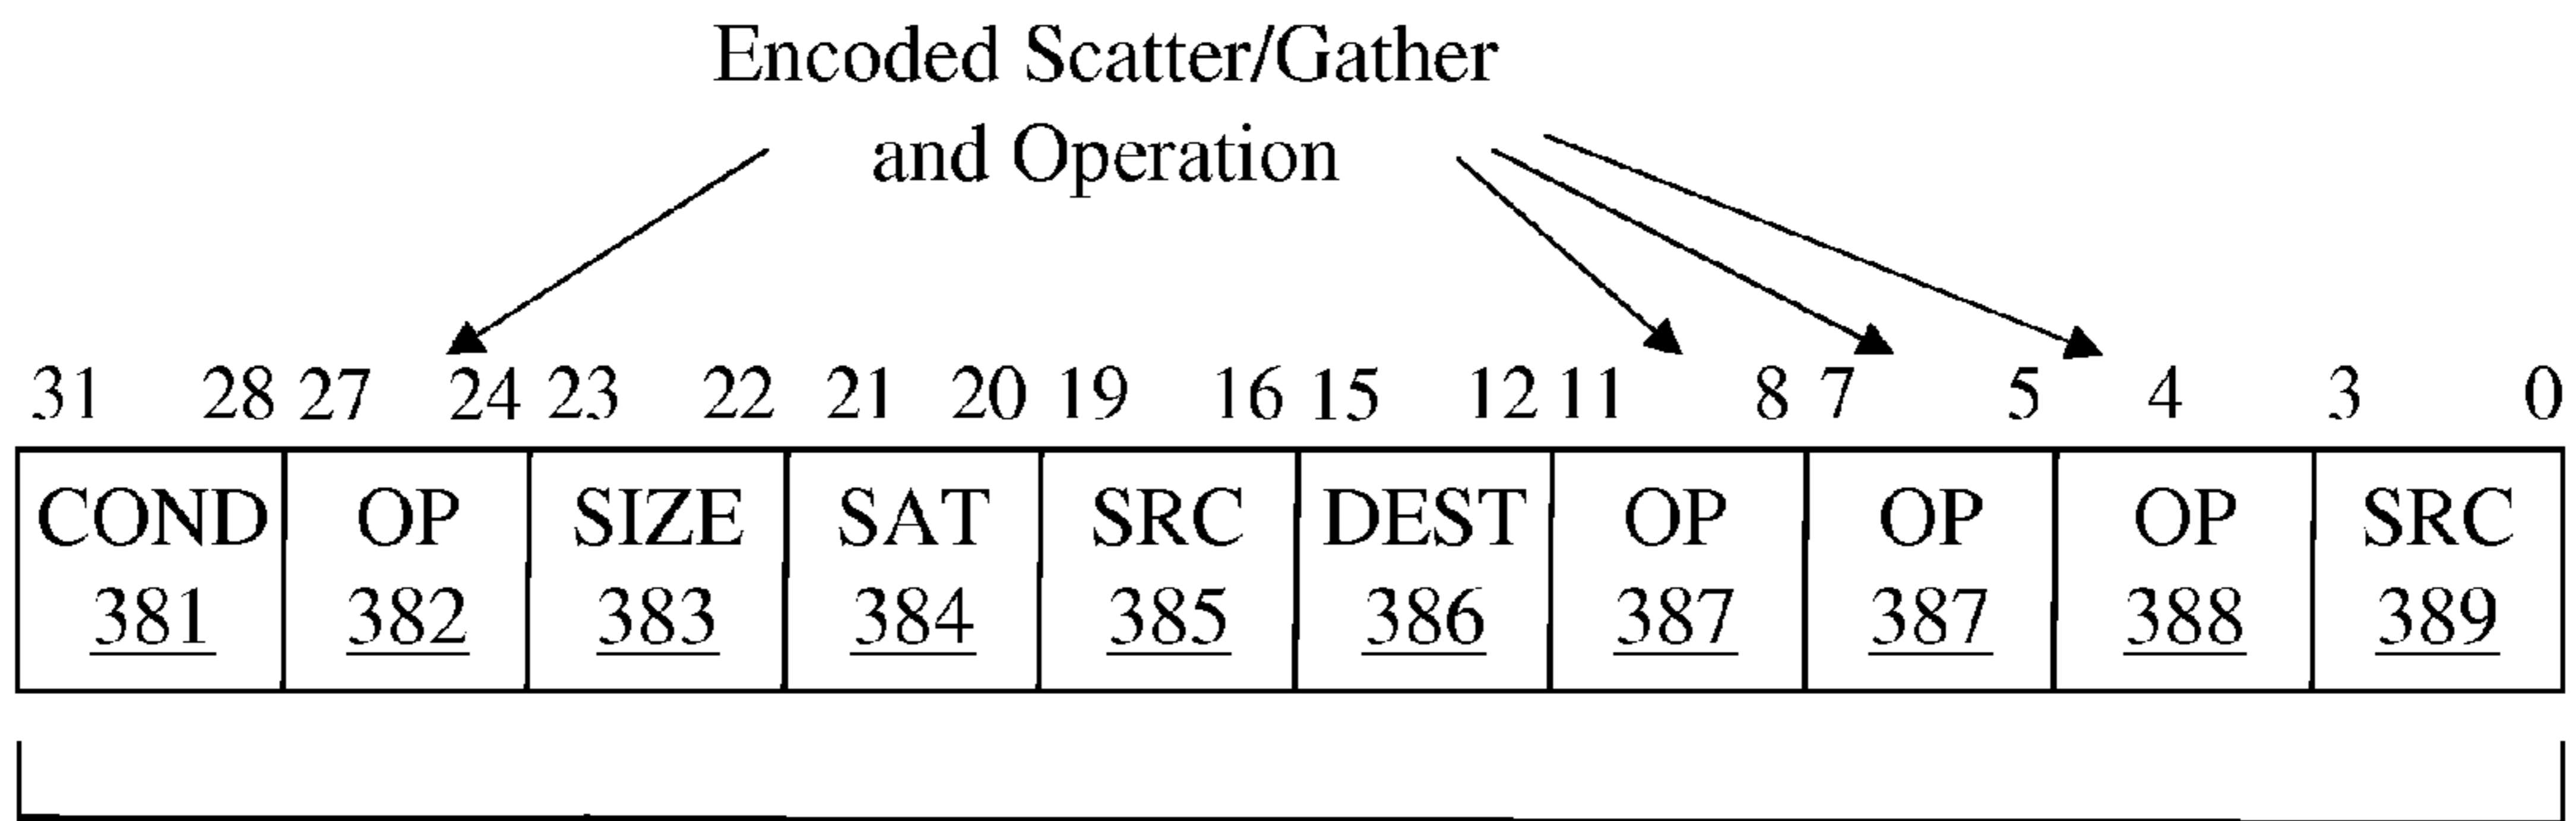 Encoded Scatter/Gather
and Operation
31 28 27 24 23 22 21 20 19 16 15 12 11 8 7 5 4 3 0
COND OP SIZE SAT SRC DEST OP OP OP SRC
381 382 383 384 385 386 387 387 388 389